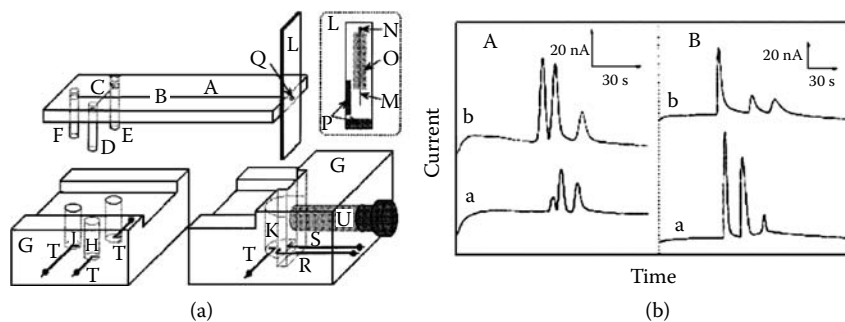 L
Q
L
N
O
M
P
C
B
A
F
D
E
G
J
H
T
T
T
G
K
U
S
T
R
(a)
A
20 nA
30 s
b
a
B
20 nA
30 s
b
a
Current
Time
(b)